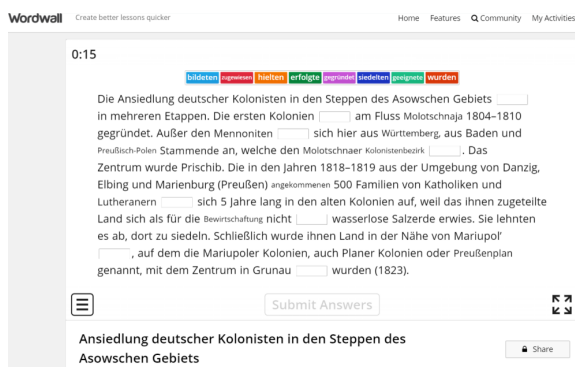 Wordwall Create better lessons quicker Home Features Community My Activities
0:15
bildeten zugewiesen hielten erfolgte gegründet siedelten geeignete wurden
Die Ansiedlung deutscher Kolonisten in den Steppen des Asowschen Gebiets
in mehreren Etappen. Die ersten Kolonien am Fluss Molotschnaja 1804–1810
gegründet. Außer den Mennoniten sich hier aus Württemberg, aus Baden und
Preußisch-Polen Stammende an, welche den Molotschnaer Kolonistenbezirk . Das
Zentrum wurde Prischib. Die in den Jahren 1818–1819 aus der Umgebung von Danzig,
Elbing und Marienburg (Preußen) angekommenen 500 Familien von Katholiken und
Lutheranern sich 5 Jahre lang in den alten Kolonien auf, weil das ihnen zugeteilte
Land sich als für die Bewirtschaftung nicht wasserlose Salzerde erwies. Sie lehnten
es ab, dort zu siedeln. Schließlich wurde ihnen Land in der Nähe von Mariupol’
, auf dem die Mariupoler Kolonien, auch Planer Kolonien oder Preußenplan
genannt, mit dem Zentrum in Grunau wurden (1823).
Submit Answers
Ansiedlung deutscher Kolonisten in den Steppen des
Asowschen Gebiets
Share